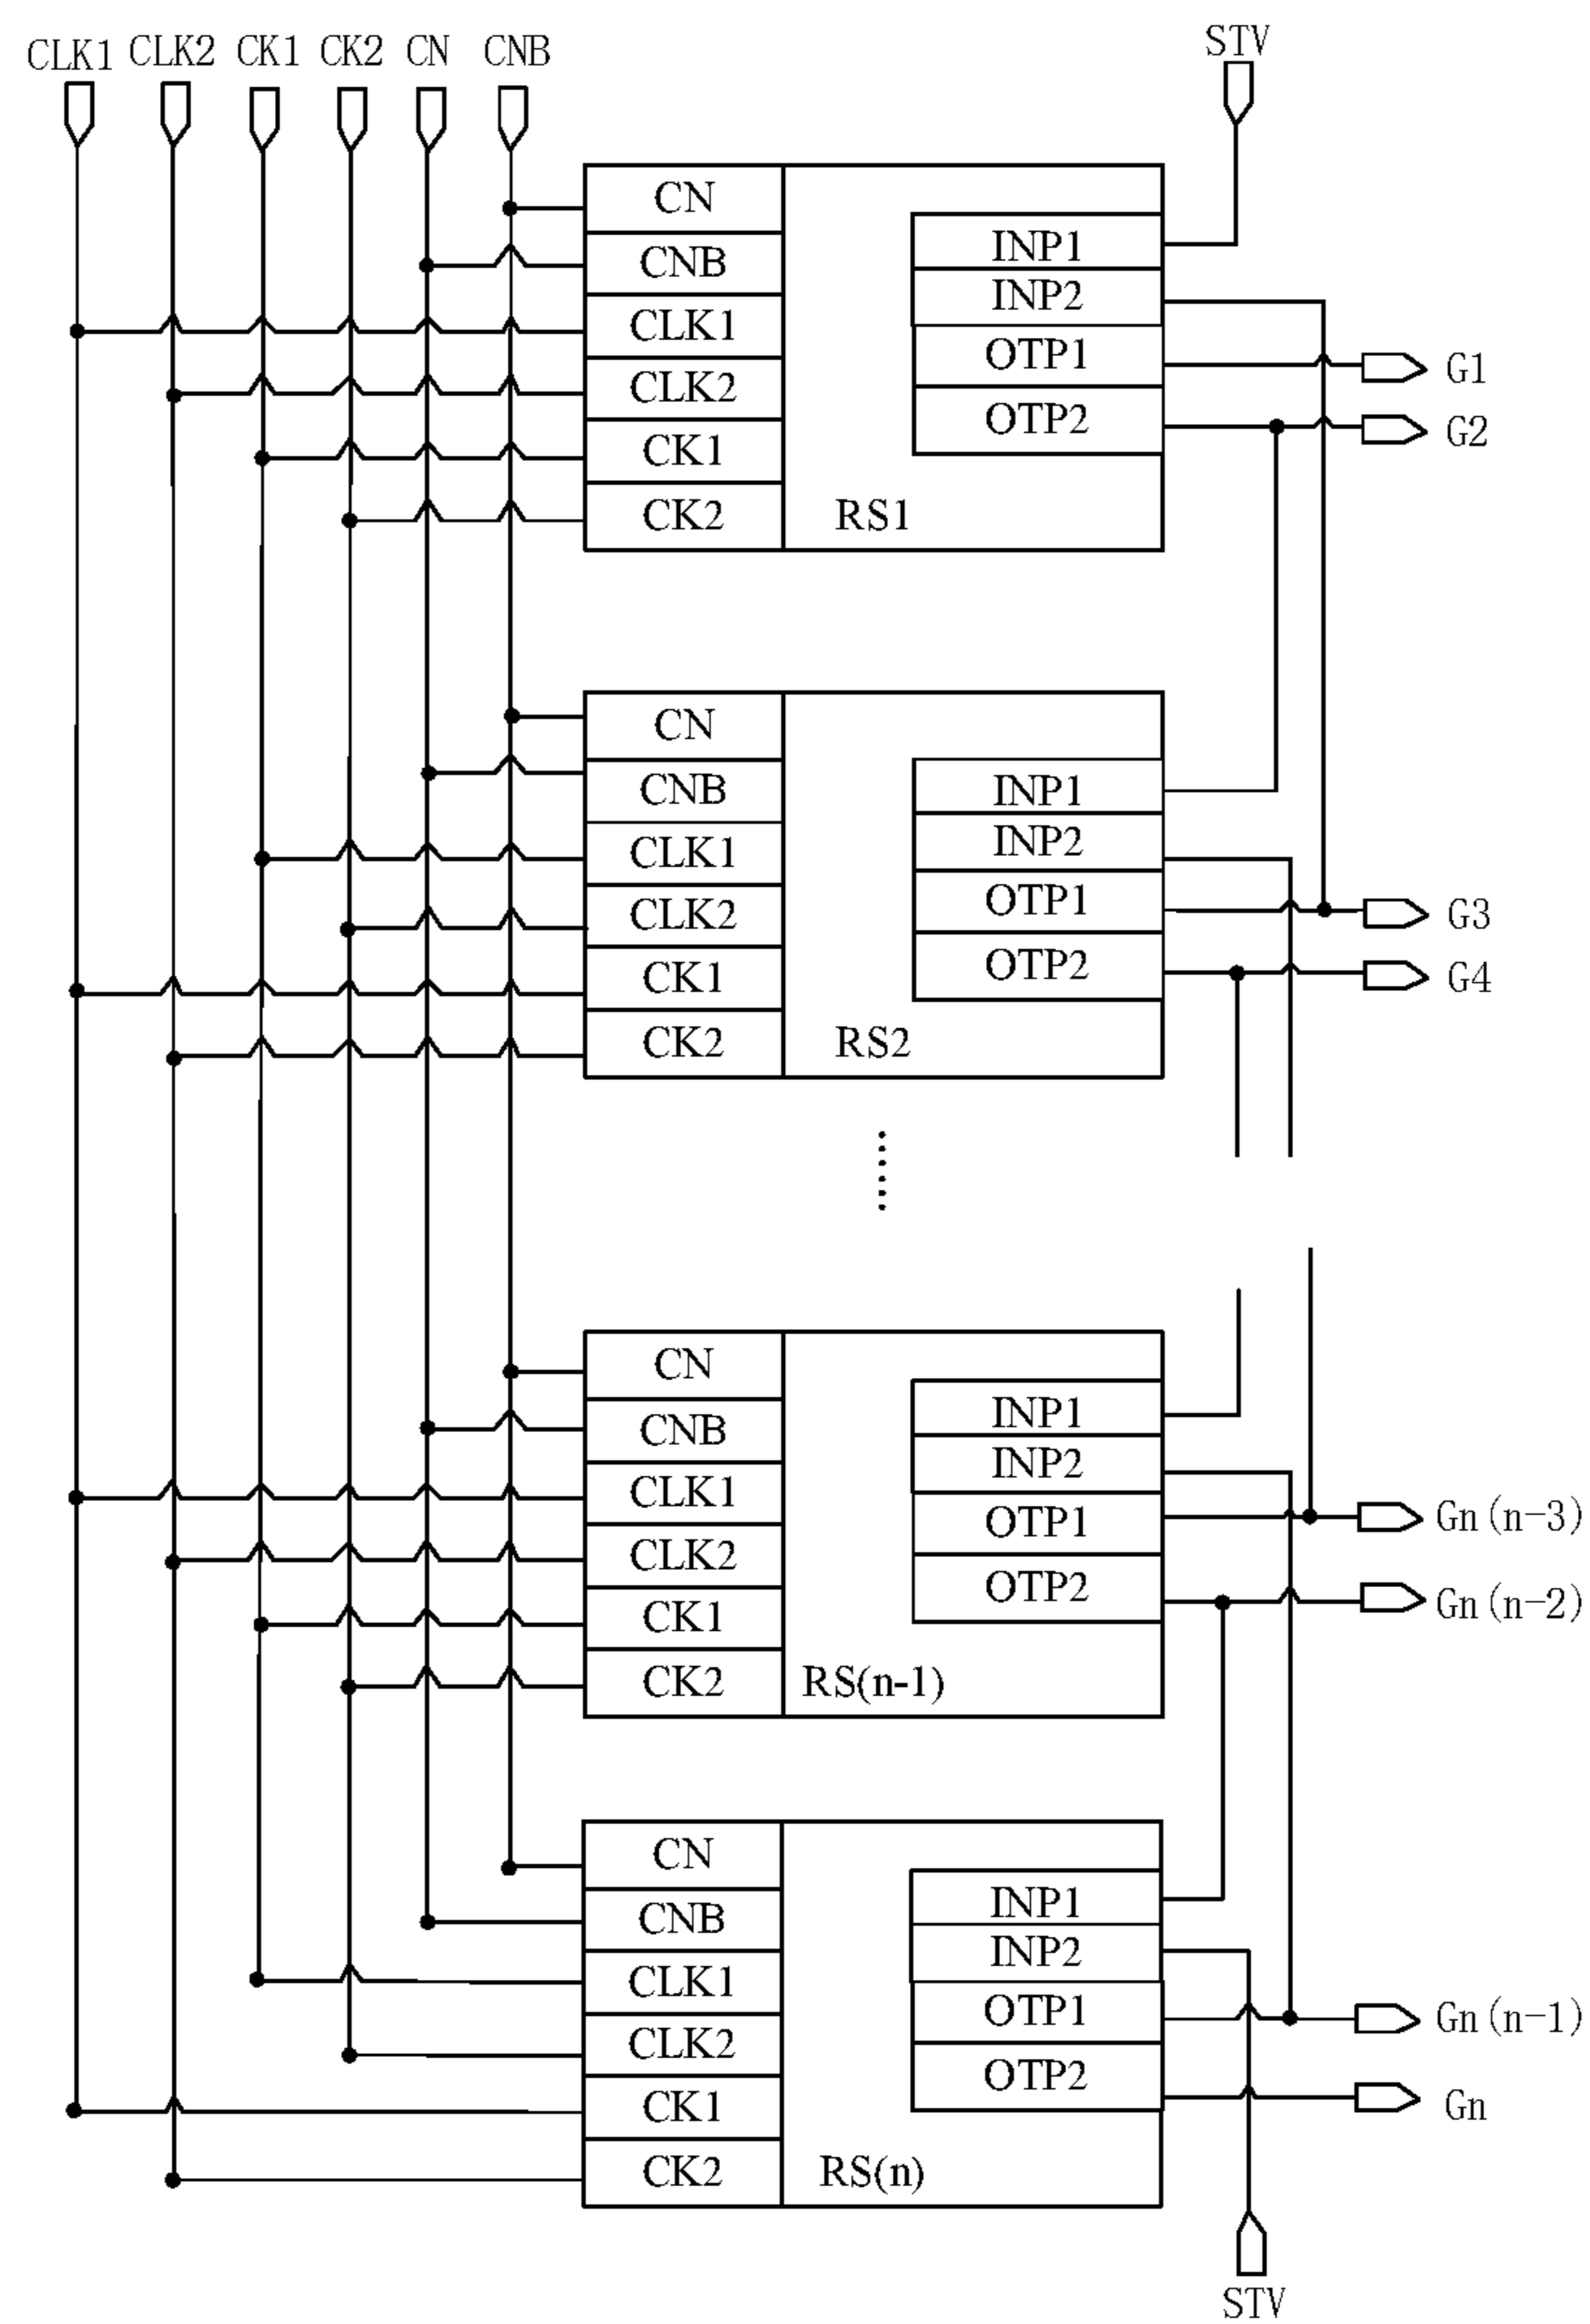 CLK1 CLK2 CK1 CK2 CN CNB STV
CN
CNB
CLK1
CLK2
CK1
CK2
RS1
INP1
INP2
OTP1
OTP2
G1
G2
CN
CNB
CLK1
CLK2
CK1
CK2
RS2
INP1
INP2
OTP1
OTP2
G3
G4
CN
CNB
CLK1
CLK2
CK1
CK2
RS(n-1)
INP1
INP2
OTP1
OTP2
Gn(n-3)
Gn(n-2)
CN
CNB
CLK1
CLK2
CK1
CK2
RS(n)
INP1
INP2
OTP1
OTP2
Gn(n-1)
Gn
STV